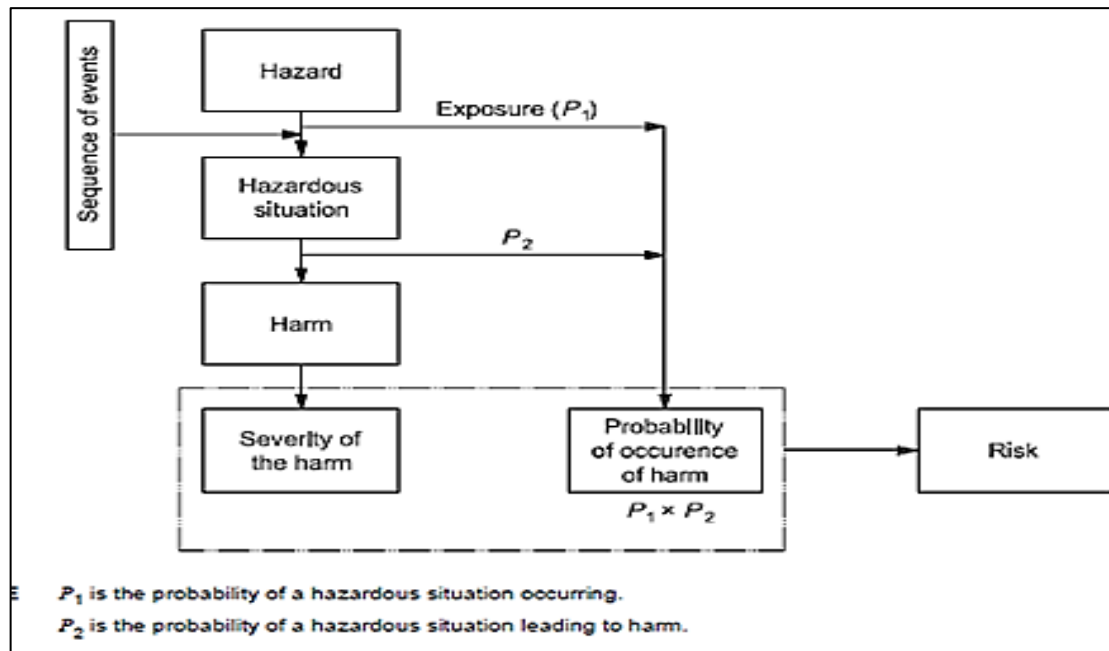 Sequence of events
Hazard
Exposure (P1)
Hazardous
situation
P2
Harm
Severity of
the harm
Probability
of occurence
of harm
P1 × P2
Risk
E P1 is the probability of a hazardous situation occurring.
P2 is the probability of a hazardous situation leading to harm.